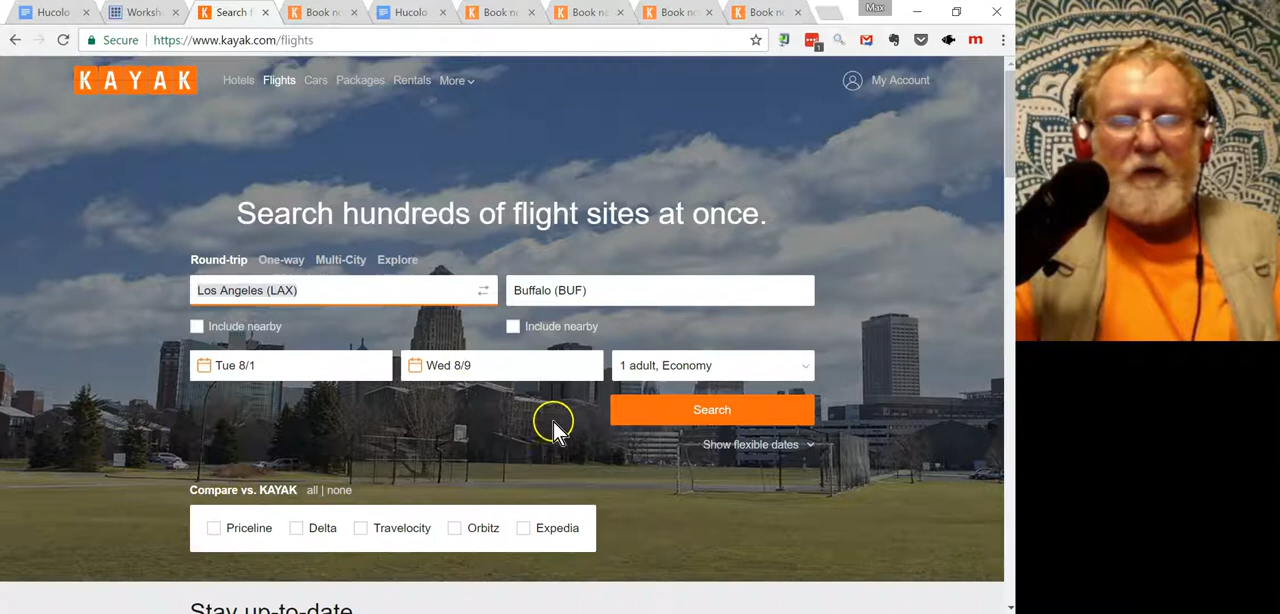 Hucolo
Worksh
Search f
Book no
Hucolo
Book no
Book no
Book no
Book no
Max
Secure https://www.kayak.com/flights
1
m
KAYAK Hotels Flights Cars Packages Rentals More My Account
Search hundreds of flight sites at once.
Round-trip One-way Multi-City Explore
Los Angeles (LAX) Buffalo (BUF)
Include nearby Include nearby
Tue 8/1 Wed 8/9 1 adult, Economy
Search
Show flexible dates
Compare vs. KAYAK all | none
Priceline Delta Travelocity Orbitz Expedia
Stay up-to-date